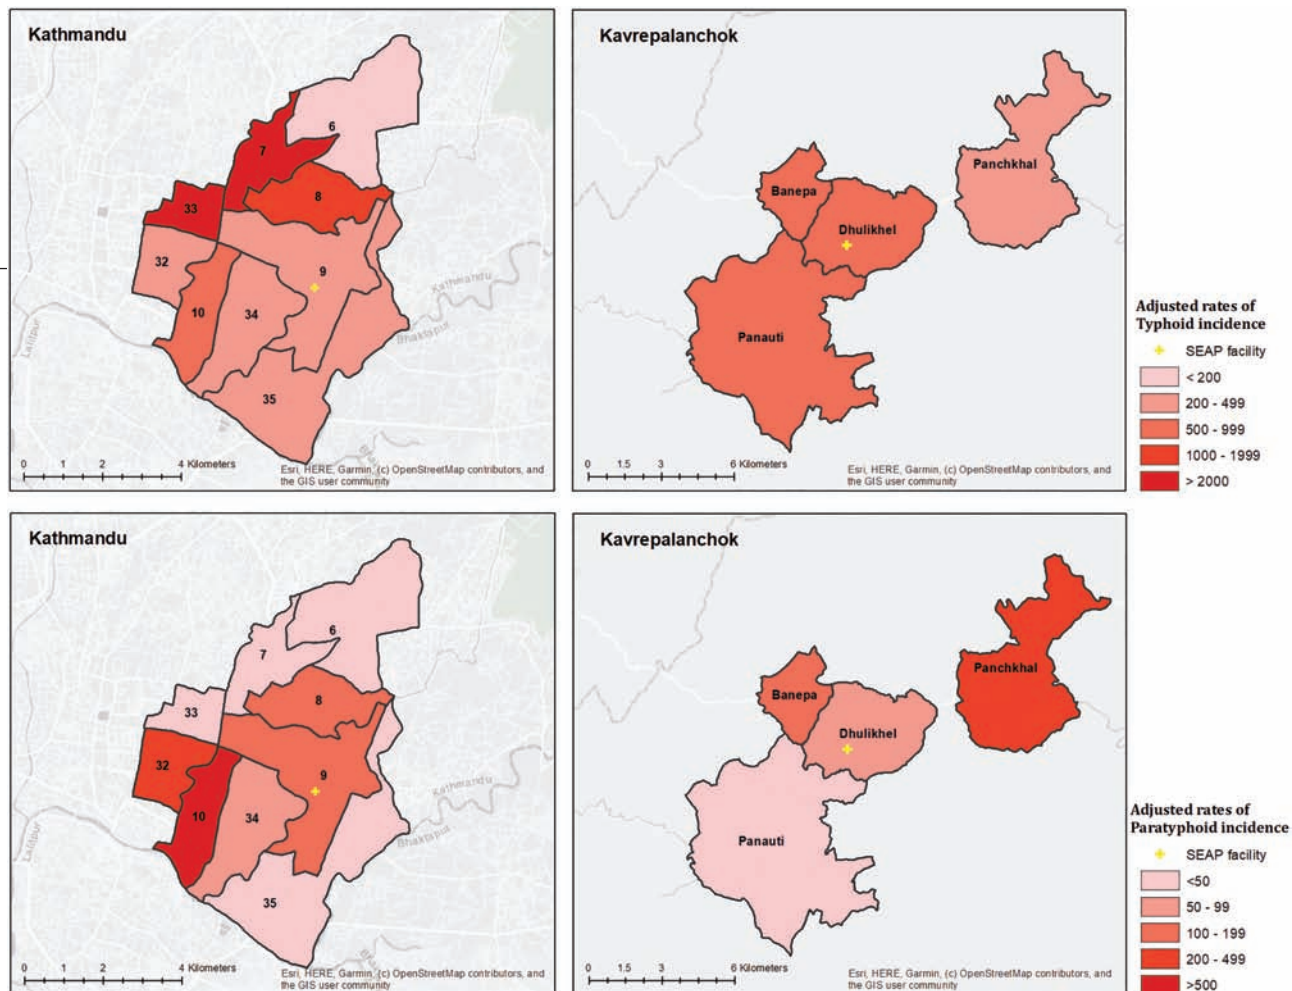 Kathmandu
6
7
8
33
32
9
10
34
35
Kathmandu
Bhaktapur
Lalitpur
0 1 2 4 Kilometers
Esri, HERE, Garmin, (c) OpenStreetMap contributors, and
the GIS user community
Kavrepalanchok
Panchkhal
Banepa
Dhulikhel
Panauti
0 1.5 3 6 Kilometers
Esri, HERE, Garmin, (c) OpenStreetMap contributors, and
the GIS user community
Adjusted rates of
Typhoid incidence
SEAP facility
< 200
200 - 499
500 - 999
1000 - 1999
> 2000
Kathmandu
6
7
8
33
32
9
10
34
35
Kathmandu
Bhaktapur
Lalitpur
0 1 2 4 Kilometers
Esri, HERE, Garmin, (c) OpenStreetMap contributors, and
the GIS user community
Kavrepalanchok
Panchkhal
Banepa
Dhulikhel
Panauti
0 1.5 3 6 Kilometers
Esri, HERE, Garmin, (c) OpenStreetMap contributors, and
the GIS user community
Adjusted rates of
Paratyphoid incidence
SEAP facility
<50
50 - 99
100 - 199
200 - 499
>500